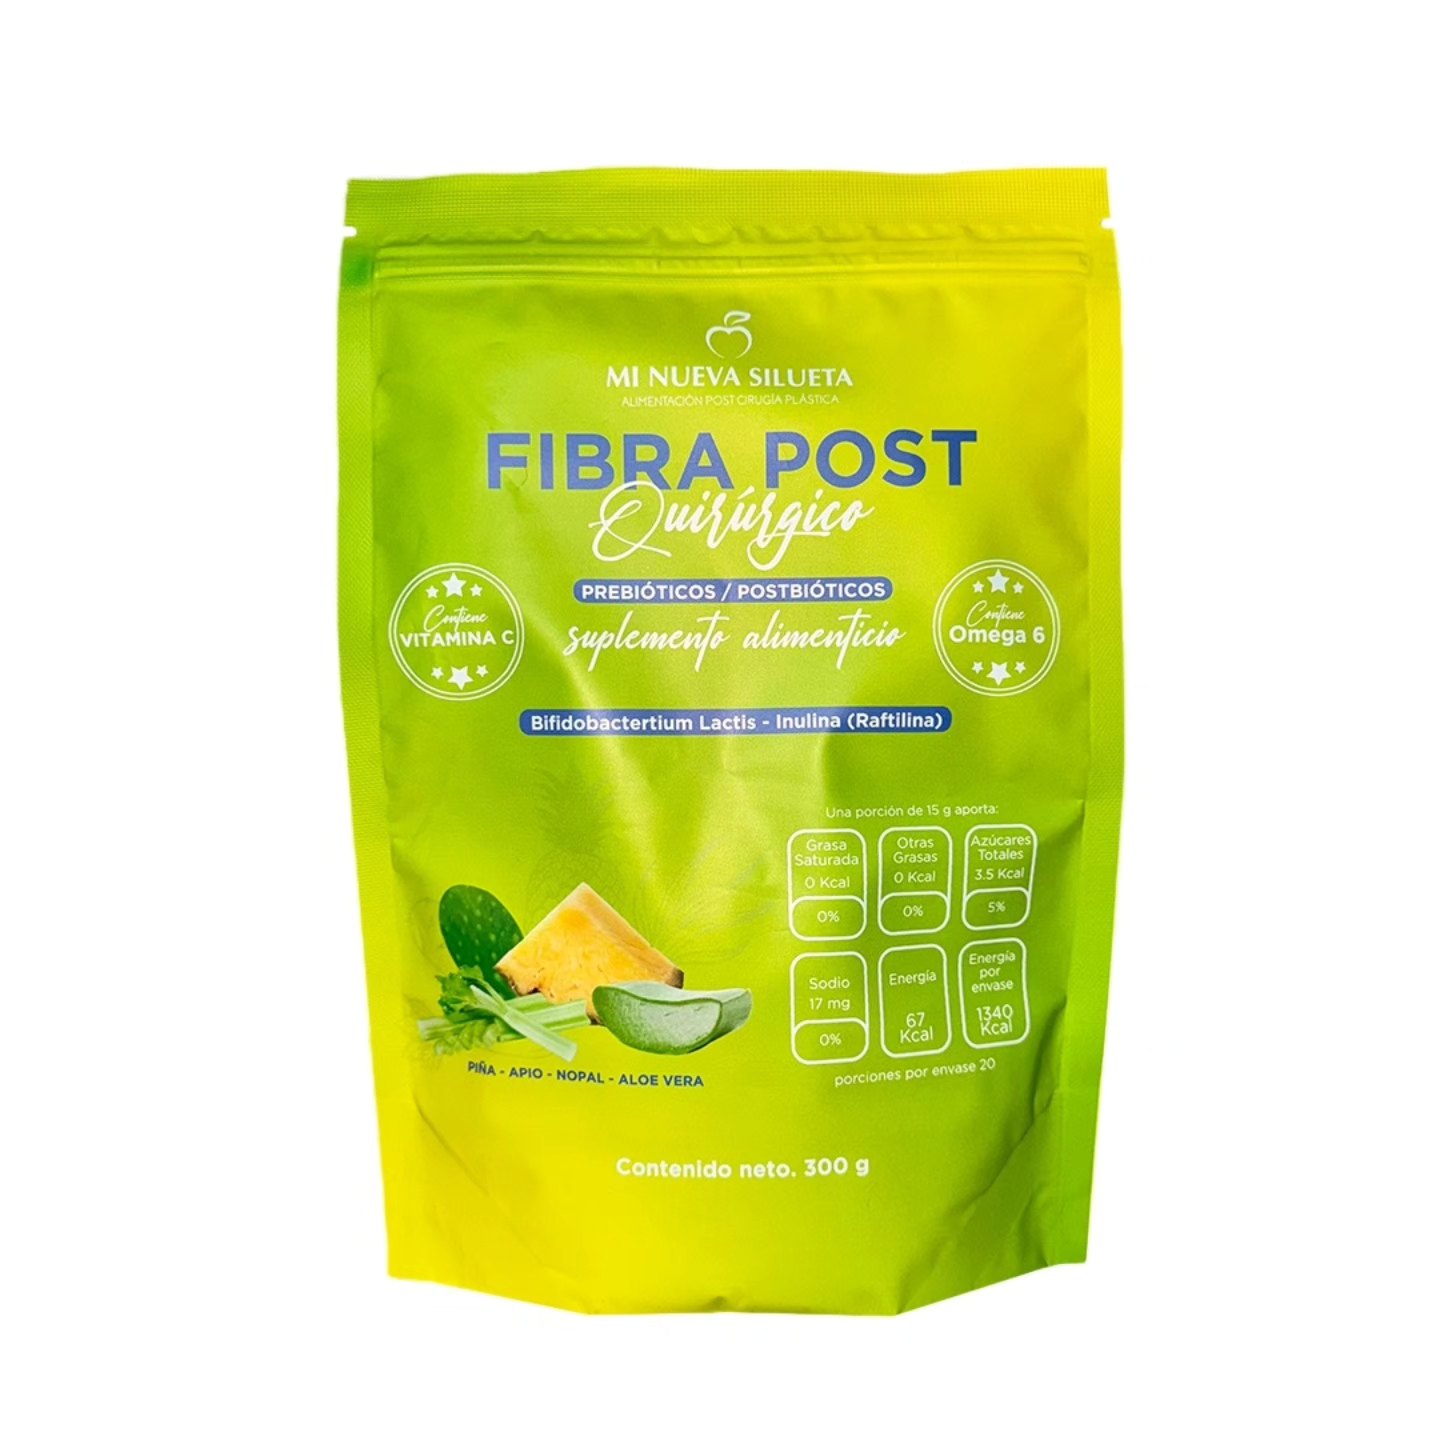 MI NUEVA SILUETA
ALIMENTACIÓN POST CIRUGÍA PLÁSTICA
FIBRA POST
Quirúrgico
PREBIÓTICOS / POSTBIÓTICOS
suplemento alimenticio
Contiene
VITAMINA C
Contiene
Omega 6
Bifidobactertium Lactis - Inulina (Raftilina)
Una porción de 15 g aporta:
Grasa
Saturada
0 Kcal
0%
Otras
Grasas
0 Kcal
0%
Azúcares
Totales
3.5 Kcal
5%
Sodio
17 mg
0%
Energía
67
Kcal
Energía
por
envase
1340
Kcal
porciones por envase 20
PIÑA - APIO - NOPAL - ALOE VERA
Contenido neto. 300 g